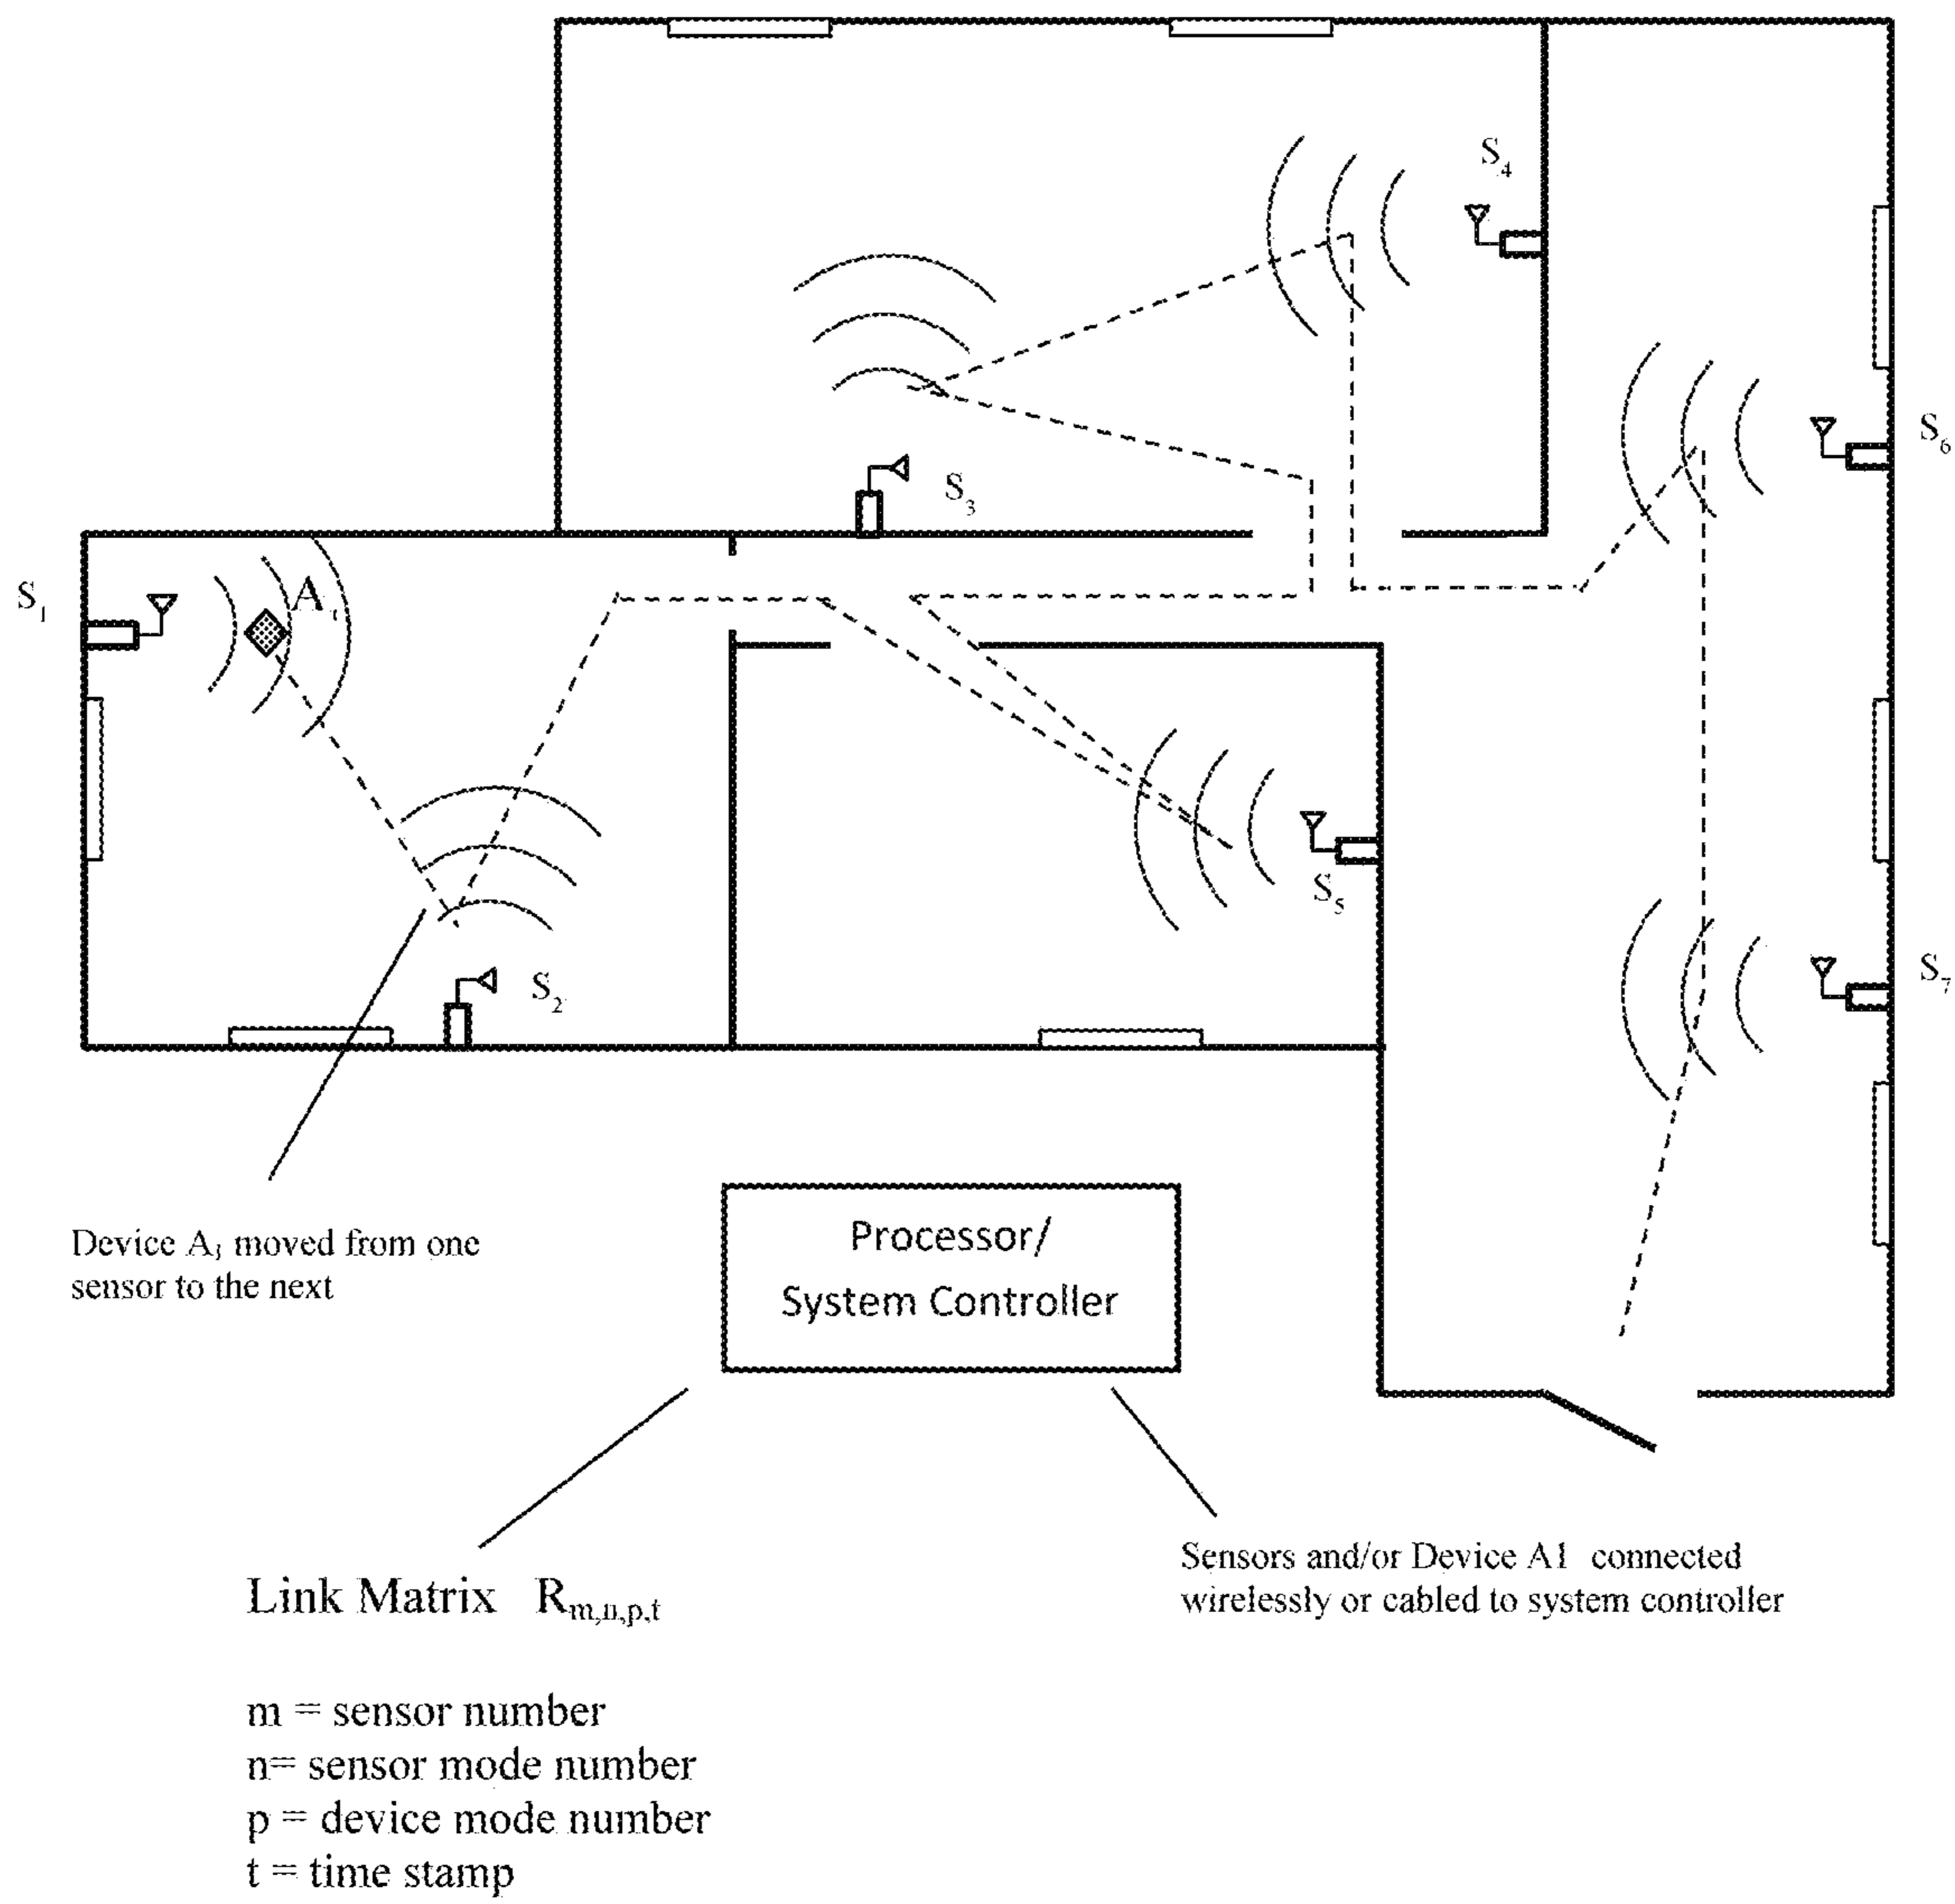 S₄
S₆
S₃
S₁
A₁
S₅
S₂
S₇
Device A₁ moved from one
sensor to the next
Processor/
System Controller
Sensors and/or Device A1 connected
wirelessly or cabled to system controller
Link Matrix R m,n,p,t
m = sensor number
n= sensor mode number
p = device mode number
t = time stamp